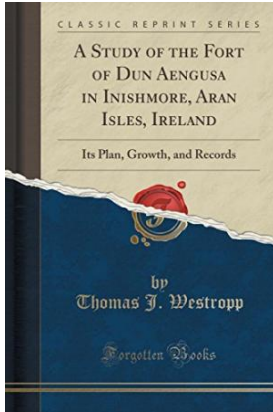 CLASSIC REPRINT SERIES
A STUDY OF THE FORT
OF DUN AENGUSA
IN INISHMORE, ARAN
ISLES, IRELAND
Its Plan, Growth, and Records
by
Thomas J. Westropp
Forgotten Books